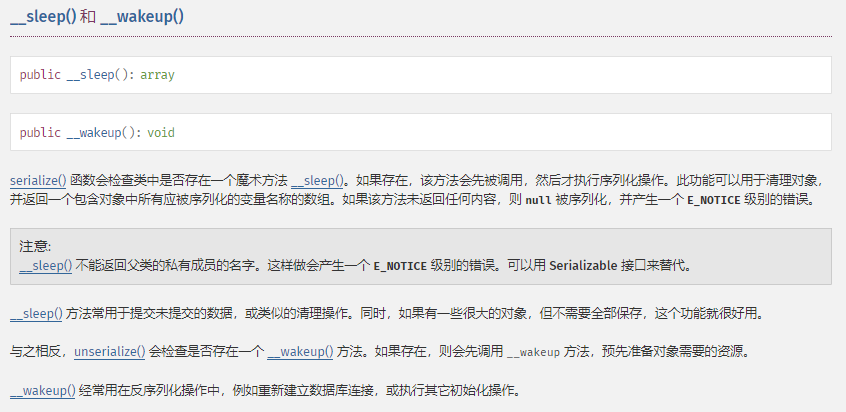 __sleep() 和 __wakeup()
public __sleep(): array
public __wakeup(): void
serialize() 函数会检查类中是否存在一个魔术方法 __sleep()。如果存在，该方法会先被调用，然后才执行序列化操作。此功能可以用于清理对象，
并返回一个包含对象中所有应被序列化的变量名称的数组。如果该方法未返回任何内容，则 null 被序列化，并产生一个 E_NOTICE 级别的错误。
注意:
__sleep() 不能返回父类的私有成员的名字。这样做会产生一个 E_NOTICE 级别的错误。可以用 Serializable 接口来替代。
__sleep() 方法常用于提交未提交的数据，或类似的清理操作。同时，如果有一些很大的对象，但不需要全部保存，这个功能就很好用。
与之相反，unserialize() 会检查是否存在一个 __wakeup() 方法。如果存在，则会先调用 __wakeup 方法，预先准备对象需要的资源。
__wakeup() 经常用在反序列化操作中，例如重新建立数据库连接，或执行其它初始化操作。